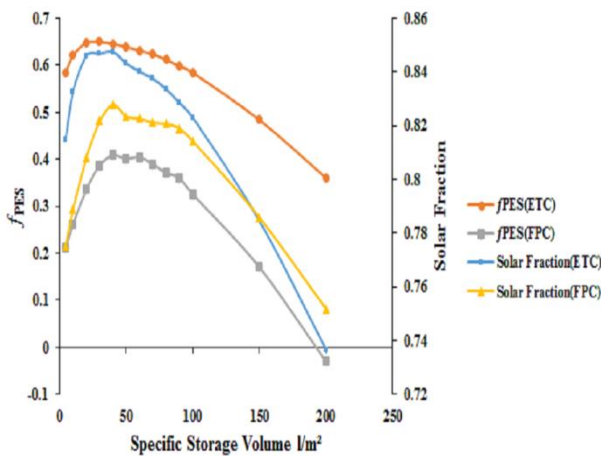 0.7
0.6
0.5
0.4
0.3
0.2
0.1
0
-0.1
fPES
0.86
0.84
0.82
0.8
0.78
0.76
0.74
0.72
Solar Fraction
0 50 100 150 200 250
Specific Storage Volume l/m²
fPES(ETC)
fPES(FPC)
Solar Fraction(ETC)
Solar Fraction(FPC)